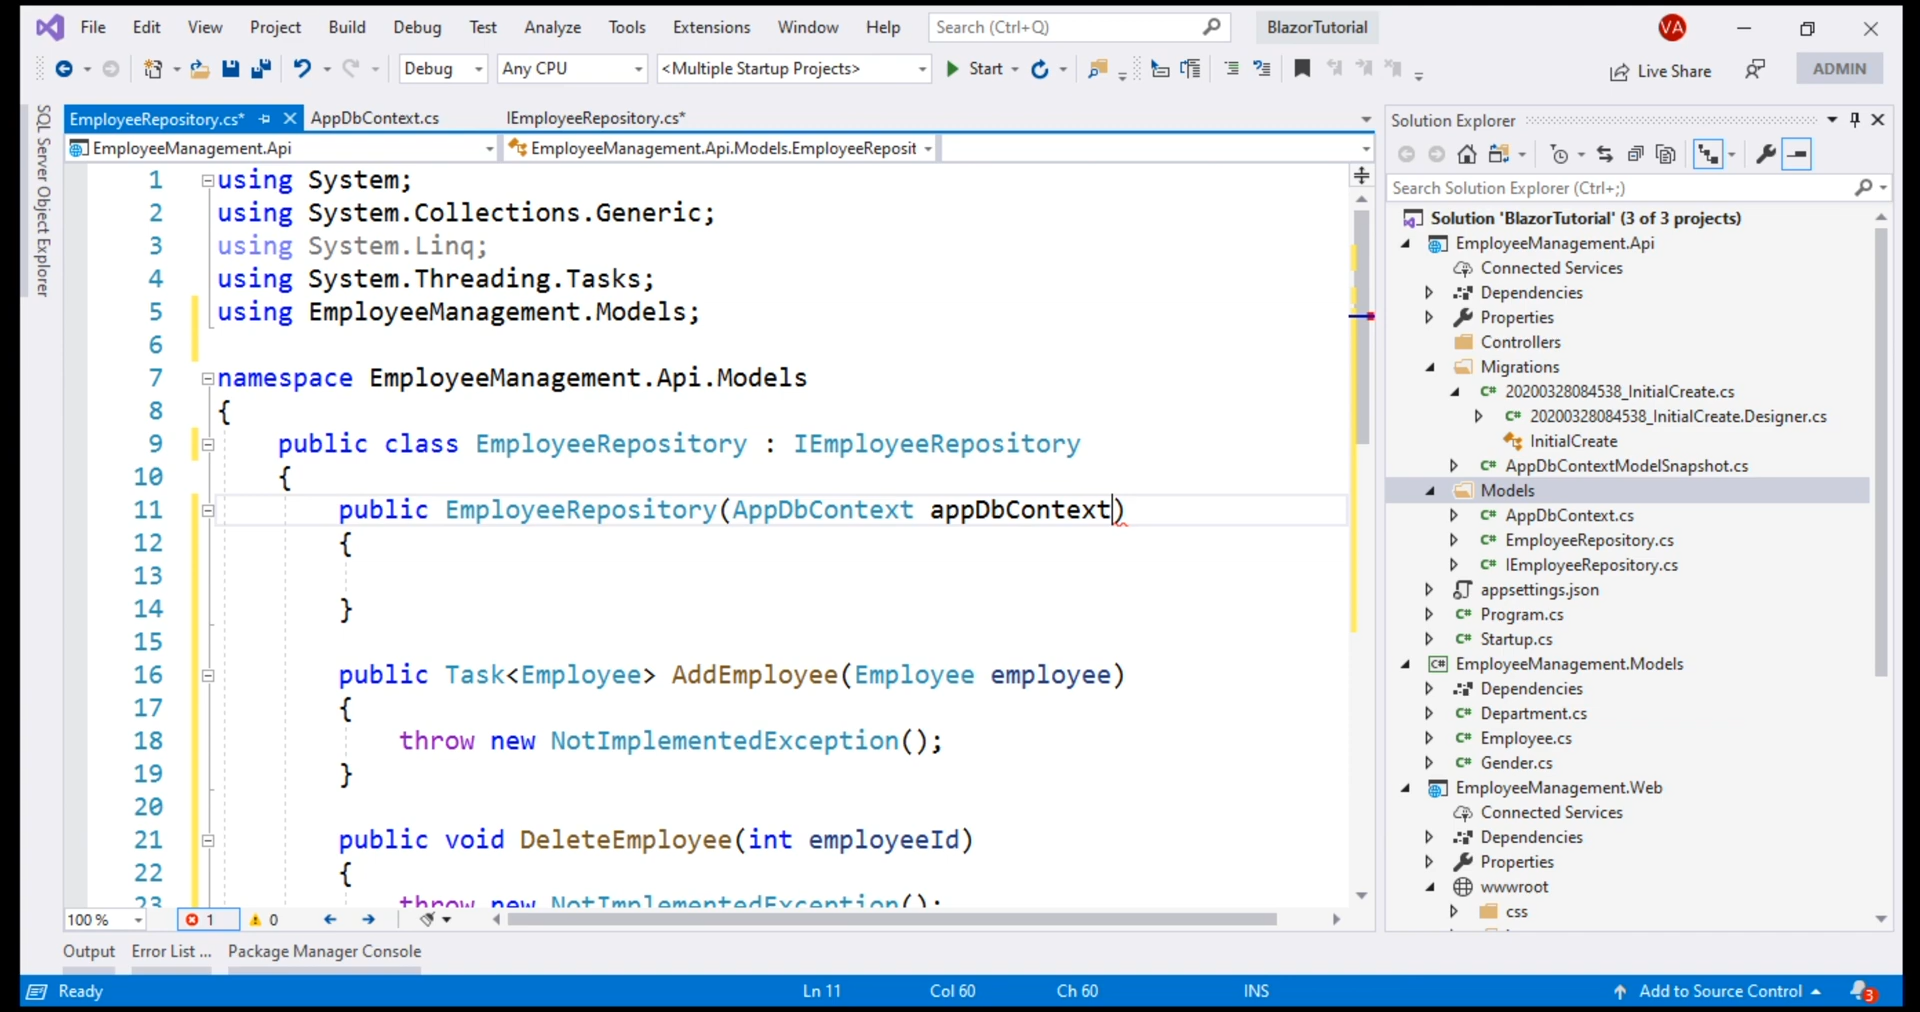 File Edit View Project Build Debug Test Analyze Tools Extensions Window Help Search (Ctrl+Q) BlazorTutorial VA
Debug Any CPU <Multiple Startup Projects> Start Live Share ADMIN
SQL Server Object Explorer
EmployeeRepository.cs* AppDbContext.cs IEmployeeRepository.cs*
EmployeeManagement.Api EmployeeManagement.Api.Models.EmployeeReposit
1 using System;
2 using System.Collections.Generic;
3 using System.Linq;
4 using System.Threading.Tasks;
5 using EmployeeManagement.Models;
6
7 namespace EmployeeManagement.Api.Models
8 {
9 public class EmployeeRepository : IEmployeeRepository
10 {
11 public EmployeeRepository(AppDbContext appDbContext)
12 {
13
14 }
15
16 public Task<Employee> AddEmployee(Employee employee)
17 {
18 throw new NotImplementedException();
19 }
20
21 public void DeleteEmployee(int employeeId)
22 {
23 throw new NotImplementedException();
100 % 1 0
Output Error List ... Package Manager Console
Ready Ln 11 Col 60 Ch 60 INS Add to Source Control 3
Solution Explorer
Search Solution Explorer (Ctrl+;)
Solution 'BlazorTutorial' (3 of 3 projects)
EmployeeManagement.Api
Connected Services
Dependencies
Properties
Controllers
Migrations
C# 20200328084538_InitialCreate.cs
C# 20200328084538_InitialCreate.Designer.cs
InitialCreate
C# AppDbContextModelSnapshot.cs
Models
C# AppDbContext.cs
C# EmployeeRepository.cs
C# IEmployeeRepository.cs
appsettings.json
C# Program.cs
C# Startup.cs
C# EmployeeManagement.Models
Dependencies
C# Department.cs
C# Employee.cs
C# Gender.cs
EmployeeManagement.Web
Connected Services
Dependencies
Properties
wwwroot
css